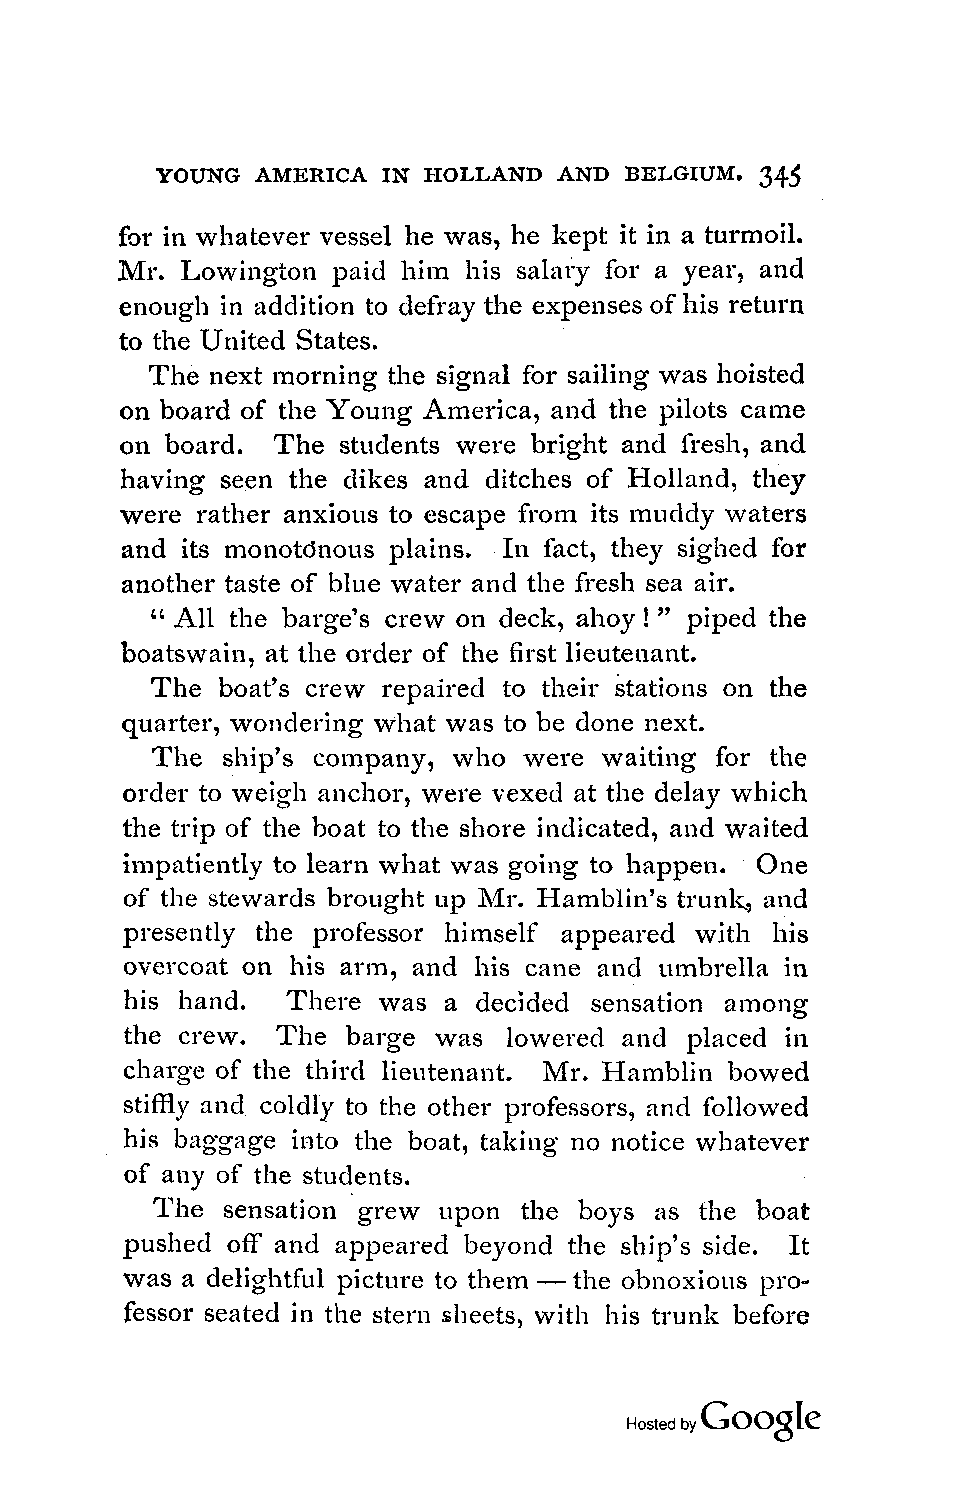 YOUNG AMERICA IN HOLLAND AND BELGIUM. 345
for in whatever vessel he was, he kept it in a turmoil.
Mr. Lowington paid him his salary for a year, and
enough in addition to defray the expenses of his return
to the United States.
The next morning the signal for sailing was hoisted
on board of the Young America, and the pilots came
on board. The students were bright and fresh, and
having seen the dikes and ditches of Holland, they
were rather anxious to escape from its muddy waters
and its monotonous plains. In fact, they sighed for
another taste of blue water and the fresh sea air.
“ All the barge's crew on deck, ahoy ! ” piped the
boatswain, at the order of the first lieutenant.
The boat's crew repaired to their stations on the
quarter, wondering what was to be done next.
The ship's company, who were waiting for the
order to weigh anchor, were vexed at the delay which
the trip of the boat to the shore indicated, and waited
impatiently to learn what was going to happen. One
of the stewards brought up Mr. Hamblin's trunk, and
presently the professor himself appeared with his
overcoat on his arm, and his cane and umbrella in
his hand. There was a decided sensation among
the crew. The barge was lowered and placed in
charge of the third lieutenant. Mr. Hamblin bowed
stiffly and coldly to the other professors, and followed
his baggage into the boat, taking no notice whatever
of any of the students.
The sensation grew upon the boys as the boat
pushed off and appeared beyond the ship's side. It
was a delightful picture to them — the obnoxious pro-
fessor seated in the stern sheets, with his trunk before
Hosted by Google